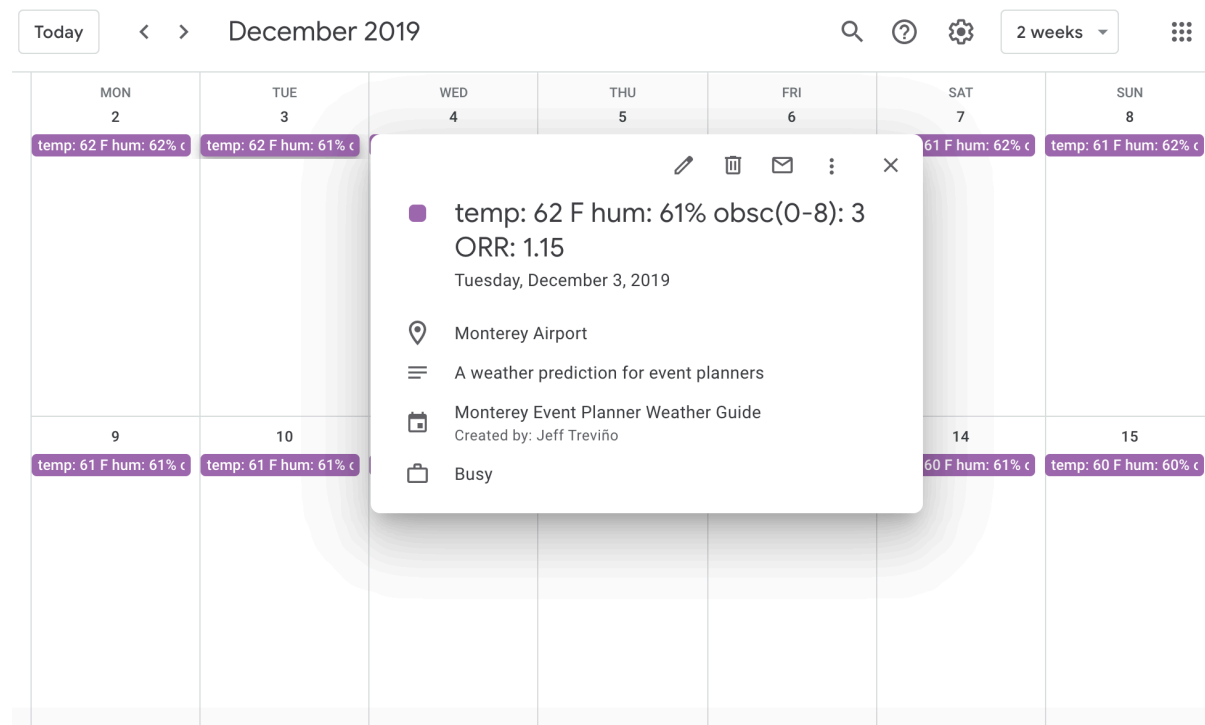 Today
December 2019
2 weeks
MON TUE WED THU FRI SAT SUN
2 3 4 5 6 7 8
temp: 62 F hum: 62% temp: 62 F hum: 61% 61 F hum: 62% temp: 61 F hum: 62%
temp: 62 F hum: 61% obsc(0-8): 3
ORR: 1.15
Tuesday, December 3, 2019
Monterey Airport
A weather prediction for event planners
Monterey Event Planner Weather Guide
Created by: Jeff Treviño
Busy
9 10 14 15
temp: 61 F hum: 61% temp: 61 F hum: 61% 60 F hum: 61% temp: 60 F hum: 60%